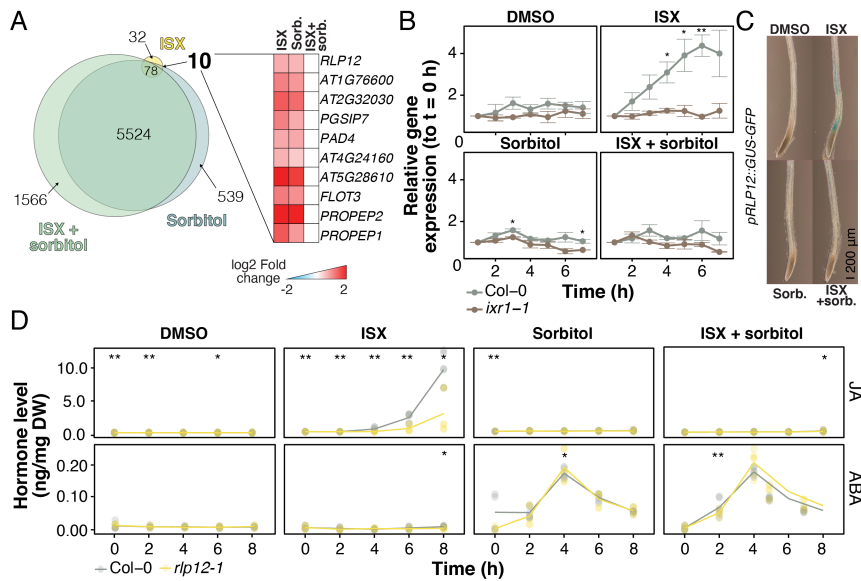 A
32
ISX
10
78
5524
1566
539
ISX +
sorbitol
Sorbitol
ISX
Sorb.
ISX+
sorb.
RLP12
AT1G76600
AT2G32030
PGSIP7
PAD4
AT4G24160
AT5G28610
FLOT3
PROPEP2
PROPEP1
log2 Fold
change
-2
2
B
Relative gene
expression (to t = 0 h)
DMSO
ISX
4
2
0
* * **
Sorbitol
ISX + sorbitol
4
2
0
* *
0 2 4 6
0 2 4 6
Time (h)
Col−0
ixr1−1
C
DMSO
ISX
pRLP12::GUS-GFP
200 µm
Sorb.
ISX
+sorb.
D
Hormone level
(ng/mg DW)
DMSO
ISX
Sorbitol
ISX + sorbitol
10.0
5.0
0.0
** ** *
** ** ** ** *
**
*
JA
0.20
0.10
0.00
*
*
**
ABA
0 2 4 6 8
0 2 4 6 8
0 2 4 6 8
0 2 4 6 8
Time (h)
Col−0
rlp12-1